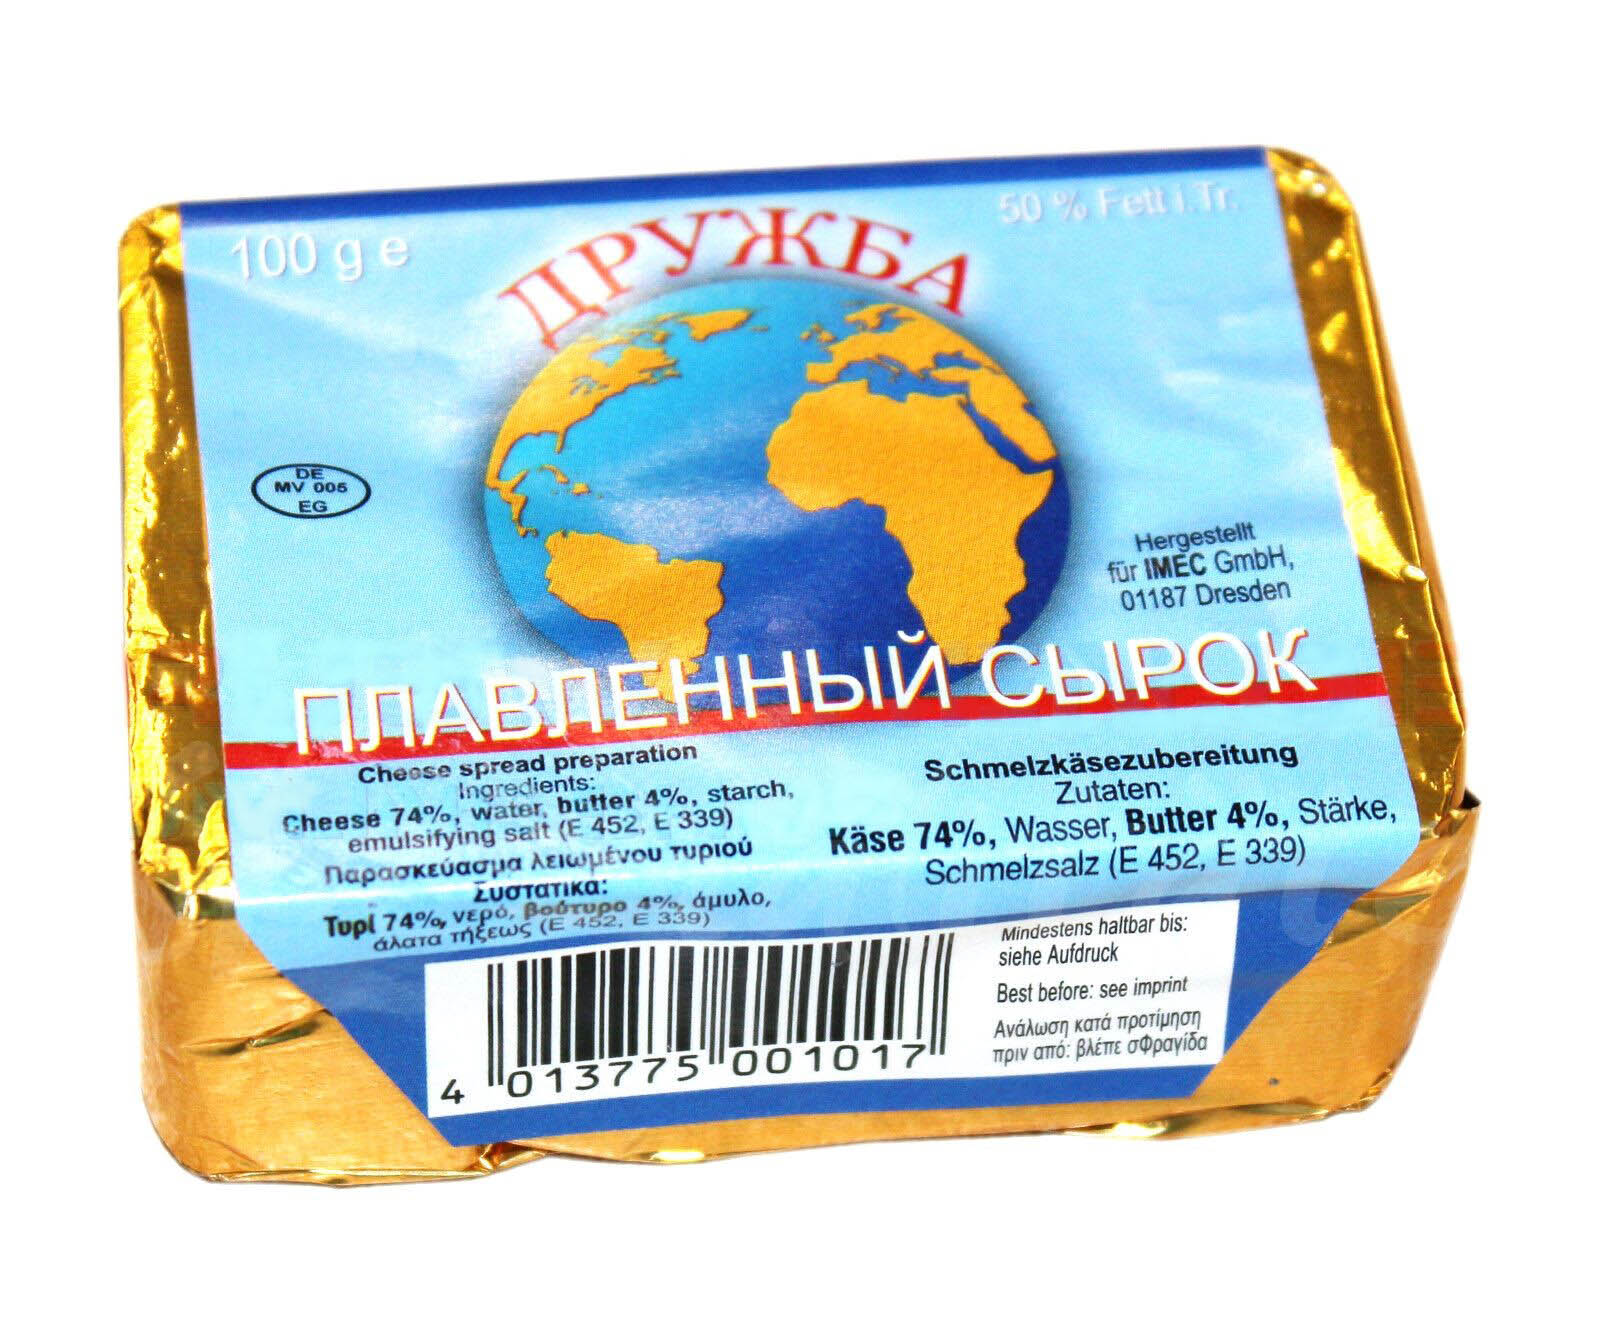 100 g e
ДРУЖБА
50 % Fett i.Tr.
DE
MV 005
EG
Hergestellt
für IMEC GmbH,
01187 Dresden
ПЛАВЛЕННЫЙ СЫРОК
Cheese spread preparation
Ingredients:
Cheese 74%, water, butter 4%, starch,
emulsifying salt (E 452, E 339)
Παρασκεύασμα λειωμένου τυριού
Συστατικα:
Τυρί 74%, νερό, βούτυρο 4%, άμυλο,
άλατα τήξεως (E 452, E 339)
Schmelzkäsezubereitung
Zutaten:
Käse 74%, Wasser, Butter 4%, Stärke,
Schmelzsalz (E 452, E 339)
4 013775 001017
Mindestens haltbar bis:
siehe Aufdruck
Best before: see imprint
Ανάλωση κατά προτίμηση
πριν από: βλέπε σΦραγίδα